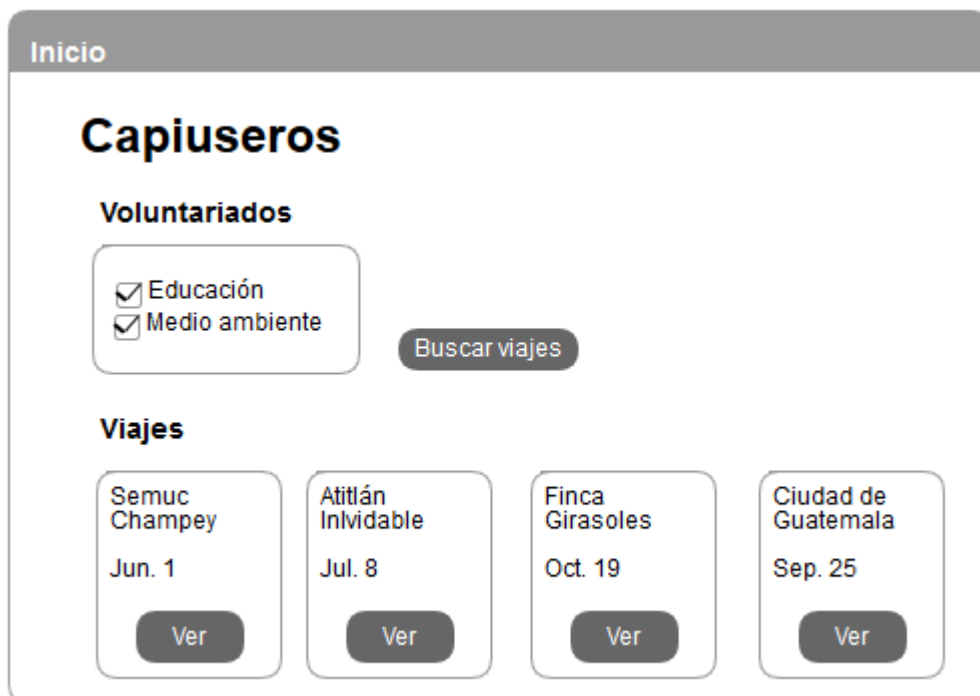 Inicio
Capiuseros
Voluntariados
Educación
Medio ambiente
Buscar viajes
Viajes
Semuc
Champey
Jun. 1
Ver
Atitlán
Inlvidable
Jul. 8
Ver
Finca
Girasoles
Oct. 19
Ver
Ciudad de
Guatemala
Sep. 25
Ver